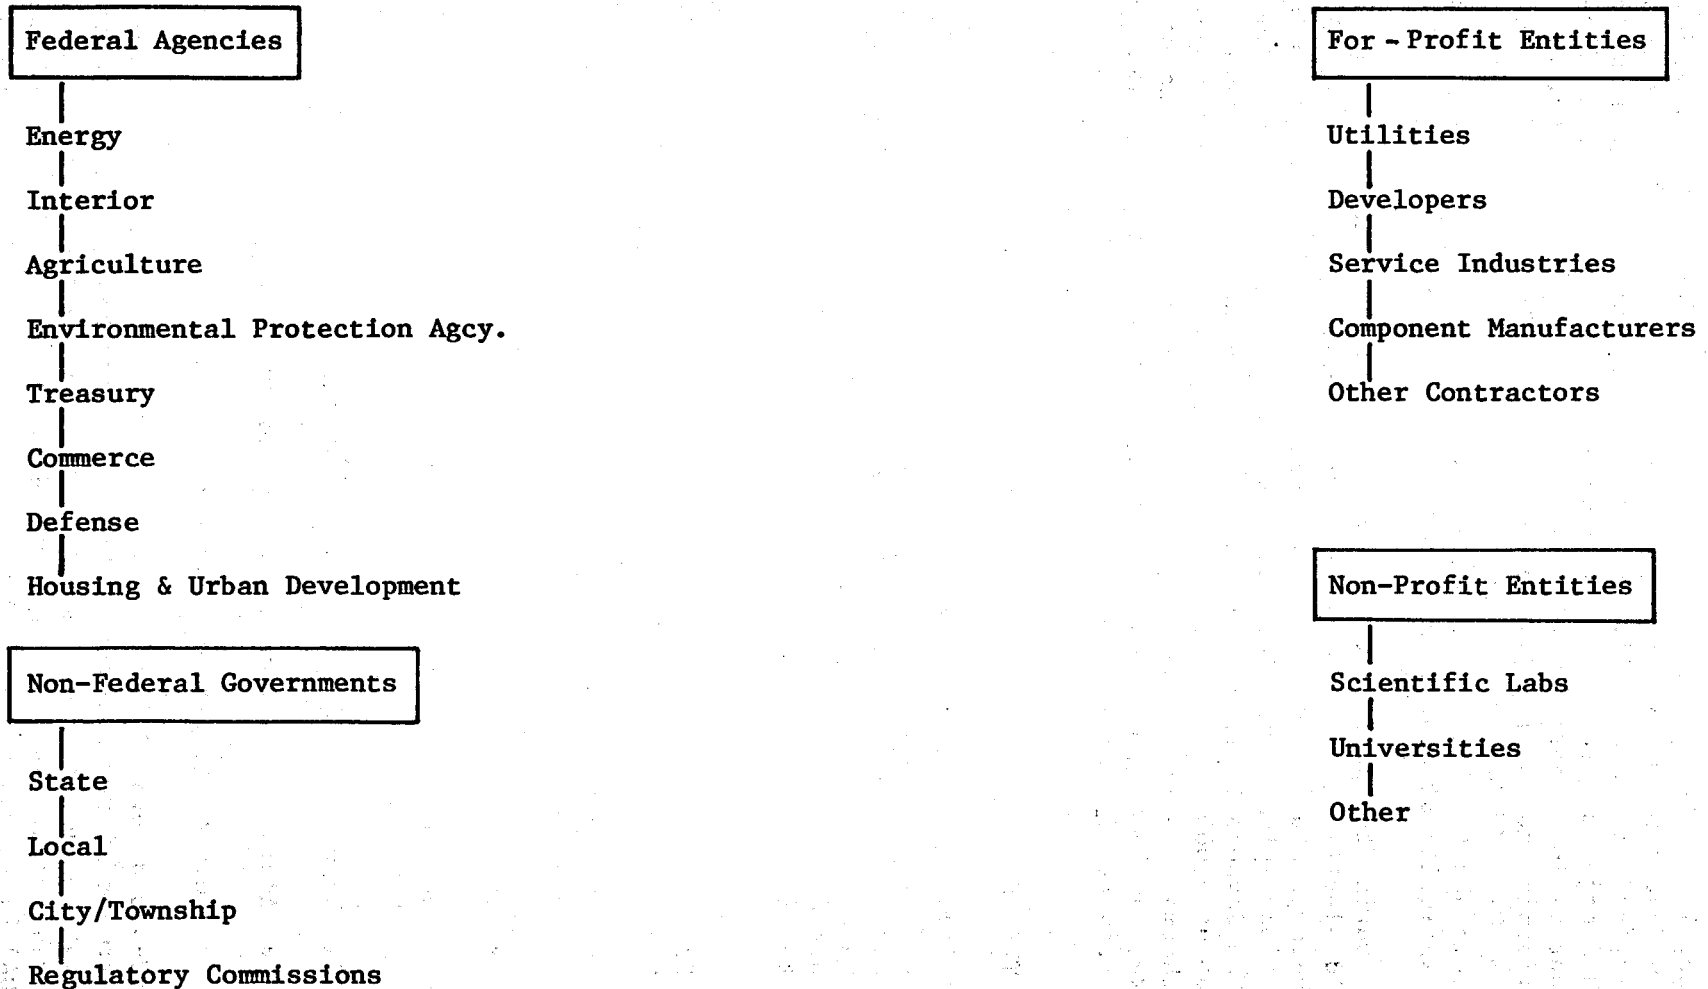 Federal Agencies
Energy
Interior
Agriculture
Environmental Protection Agcy.
Treasury
Commerce
Defense
Housing & Urban Development
Non-Federal Governments
State
Local
City/Township
Regulatory Commissions
For - Profit Entities
Utilities
Developers
Service Industries
Component Manufacturers
Other Contractors
Non-Profit Entities
Scientific Labs
Universities
Other